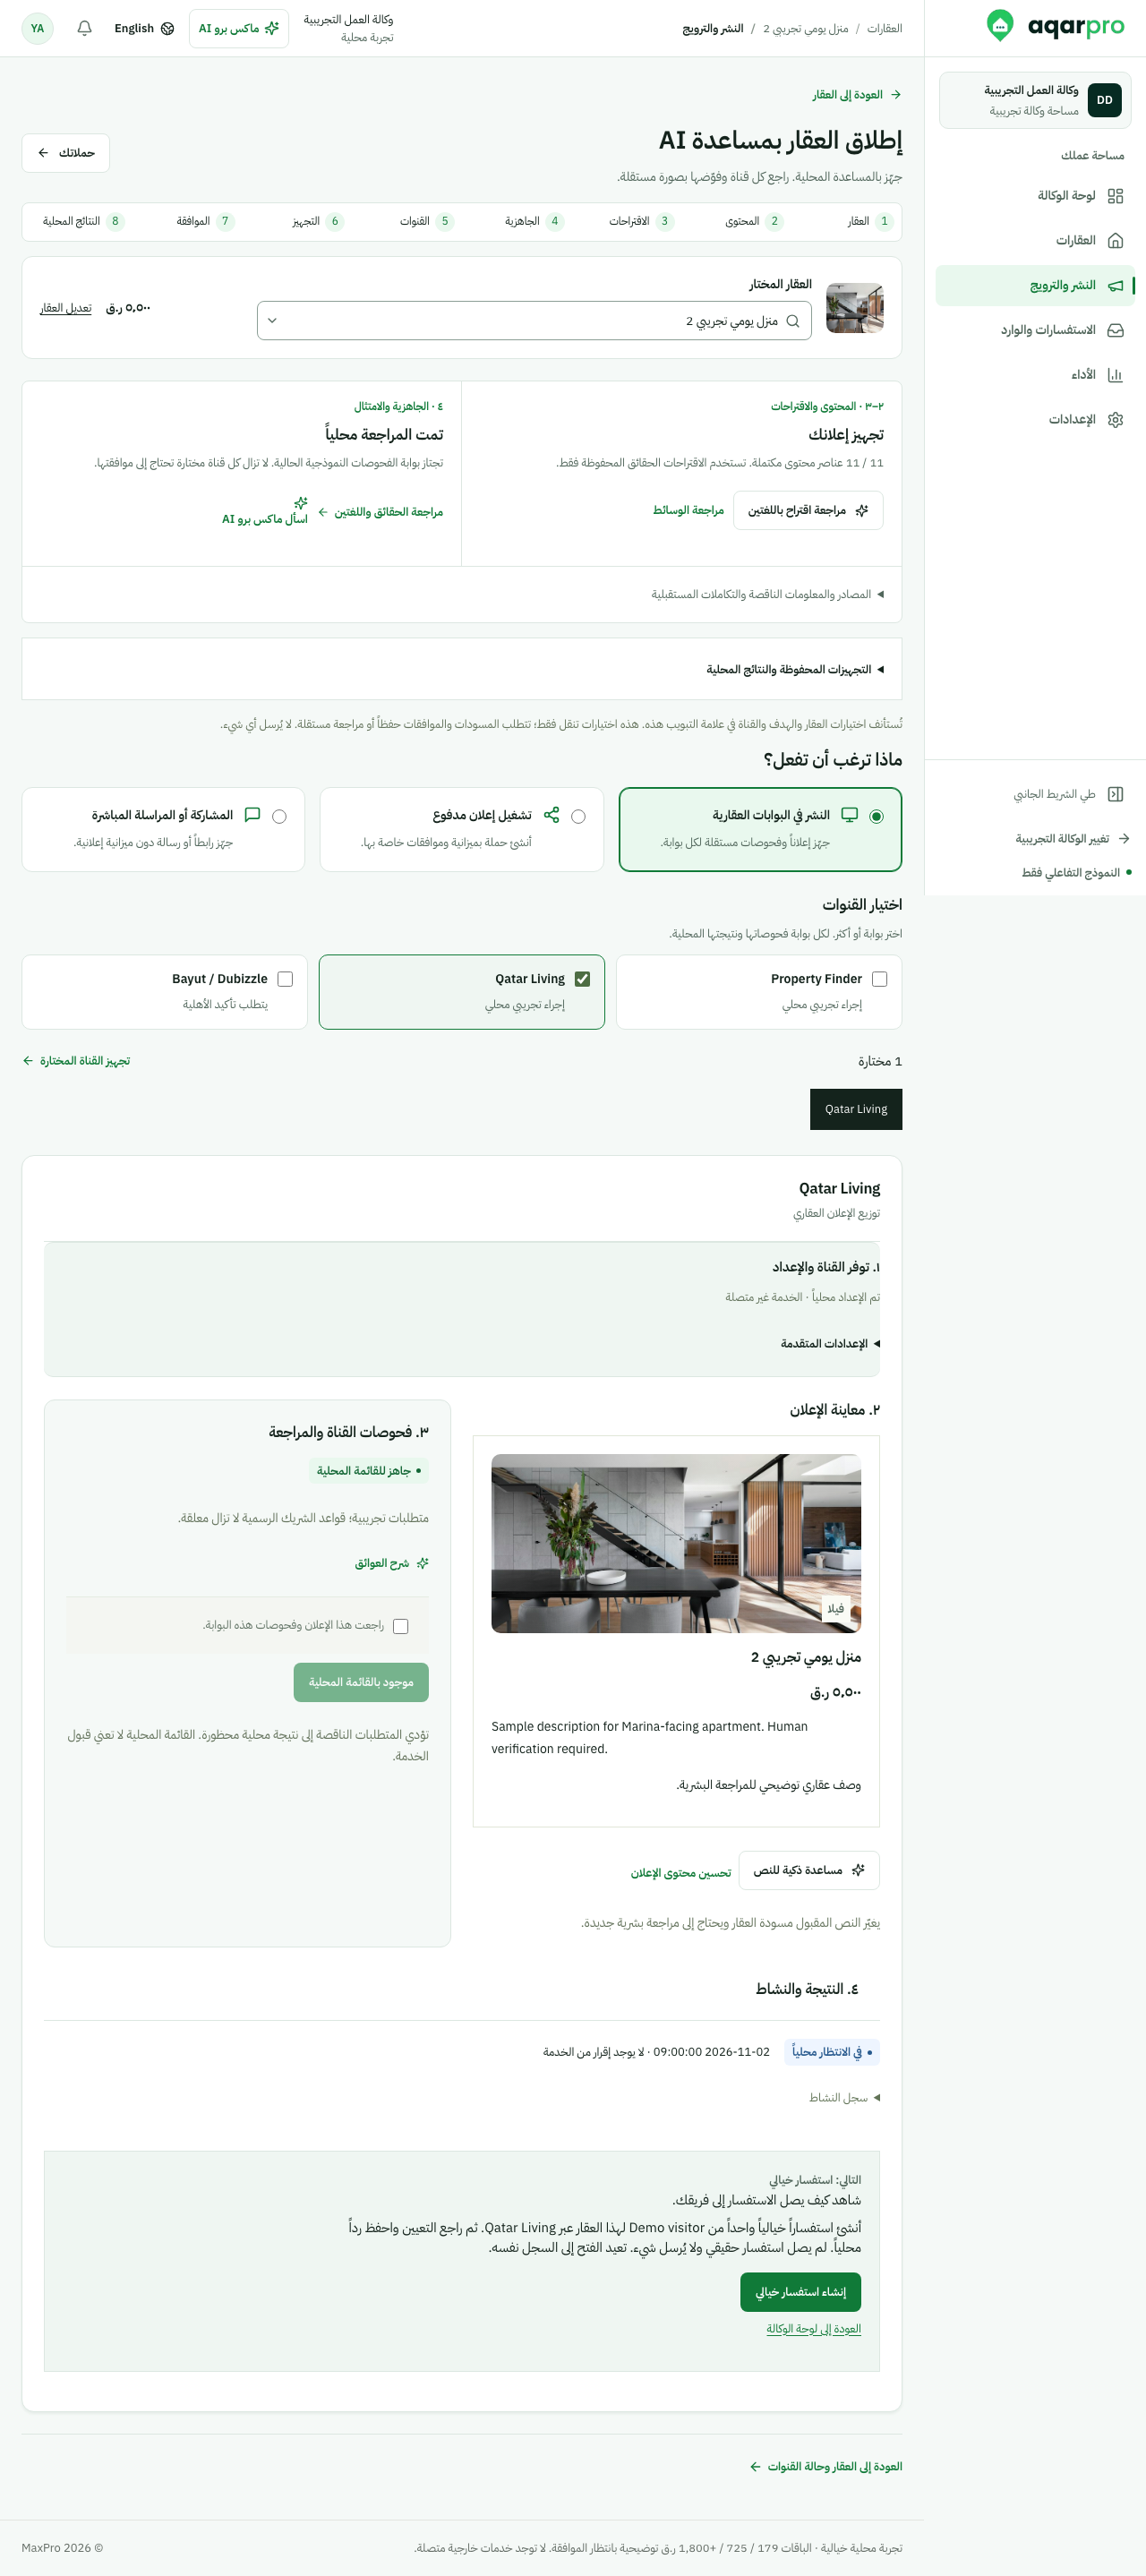 aqarpro
DD
وكالة العمل التجريبية
مساحة وكالة تجريبية
مساحة عملك
لوحة الوكالة
العقارات
النشر والترويج
الاستفسارات والوارد
الأداء
الإعدادات
طي الشريط الجانبي
تغيير الوكالة التجريبية
النموذج التفاعلي فقط
العقارات / منزل يومي تجريبي 2 / النشر والترويج
وكالة العمل التجريبية
تجربة محلية
ماكس برو AI
English
YA
العودة إلى العقار
إطلاق العقار بمساعدة AI
جهّز بالمساعدة المحلية. راجع كل قناة وفوّضها بصورة مستقلة.
حملاتك
1 العقار
2 المحتوى
3 الاقتراحات
4 الجاهزية
5 القنوات
6 التجهيز
7 الموافقة
8 النتائج المحلية
العقار المختار
منزل يومي تجريبي 2
٥٬٥٠٠ ر.ق
تعديل العقار
٢–٣ · المحتوى والاقتراحات
تجهيز إعلانك
11 / 11 عناصر محتوى مكتملة. تستخدم الاقتراحات الحقائق المحفوظة فقط.
مراجعة اقتراح باللغتين
مراجعة الوسائط
٤ · الجاهزية والامتثال
تمت المراجعة محلياً
تجتاز بوابة الفحوصات النموذجية الحالية. لا تزال كل قناة مختارة تحتاج إلى موافقتها.
مراجعة الحقائق واللغتين
اسأل ماكس برو AI
المصادر والمعلومات الناقصة والتكاملات المستقبلية
التجهيزات المحفوظة والنتائج المحلية
تُستأنف اختيارات العقار والهدف والقناة في علامة التبويب هذه. هذه اختيارات تنقل فقط؛ تتطلب المسودات والموافقات حفظاً أو مراجعة مستقلة. لا يُرسل أي شيء.
ماذا ترغب أن تفعل؟
النشر في البوابات العقارية
جهّز إعلاناً وفحوصات مستقلة لكل بوابة.
تشغيل إعلان مدفوع
أنشئ حملة بميزانية وموافقات خاصة بها.
المشاركة أو المراسلة المباشرة
جهّز رابطاً أو رسالة دون ميزانية إعلانية.
اختيار القنوات
اختر بوابة أو أكثر. لكل بوابة فحوصاتها ونتيجتها المحلية.
Property Finder
إجراء تجريبي محلي
Qatar Living
إجراء تجريبي محلي
Bayut / Dubizzle
يتطلب تأكيد الأهلية
1 مختارة
تجهيز القناة المختارة
Qatar Living
Qatar Living
توزيع الإعلان العقاري
١. توفر القناة والإعداد
تم الإعداد محلياً · الخدمة غير متصلة
الإعدادات المتقدمة
٢. معاينة الإعلان
فيلا
منزل يومي تجريبي 2
٥٬٥٠٠ ر.ق
Sample description for Marina-facing apartment. Human
verification required.
وصف عقاري توضيحي للمراجعة البشرية.
مساعدة ذكية للنص
تحسين محتوى الإعلان
يغيّر النص المقبول مسودة العقار ويحتاج إلى مراجعة بشرية جديدة.
٣. فحوصات القناة والمراجعة
جاهز للقائمة المحلية
متطلبات تجريبية؛ قواعد الشريك الرسمية لا تزال معلقة.
شرح العوائق
راجعت هذا الإعلان وفحوصات هذه البوابة.
موجود بالقائمة المحلية
تؤدي المتطلبات الناقصة إلى نتيجة محلية محظورة. القائمة المحلية لا تعني قبول
الخدمة.
٤. النتيجة والنشاط
في الانتظار محلياً
2026-11-02 09:00:00 · لا يوجد إقرار من الخدمة
سجل النشاط
التالي: استفسار خيالي
شاهد كيف يصل الاستفسار إلى فريقك.
أنشئ استفساراً خيالياً واحداً من Demo visitor لهذا العقار عبر Qatar Living. ثم راجع التعيين واحفظ رداً
محلياً. لم يصل استفسار حقيقي ولا يُرسل شيء. تعيد الفتح إلى السجل نفسه.
إنشاء استفسار خيالي
العودة إلى لوحة الوكالة
العودة إلى العقار وحالة القنوات
تجربة محلية خيالية · الباقات 179 / 725 / +1,800 ر.ق توضيحية بانتظار الموافقة. لا توجد خدمات خارجية متصلة.
© 2026 MaxPro